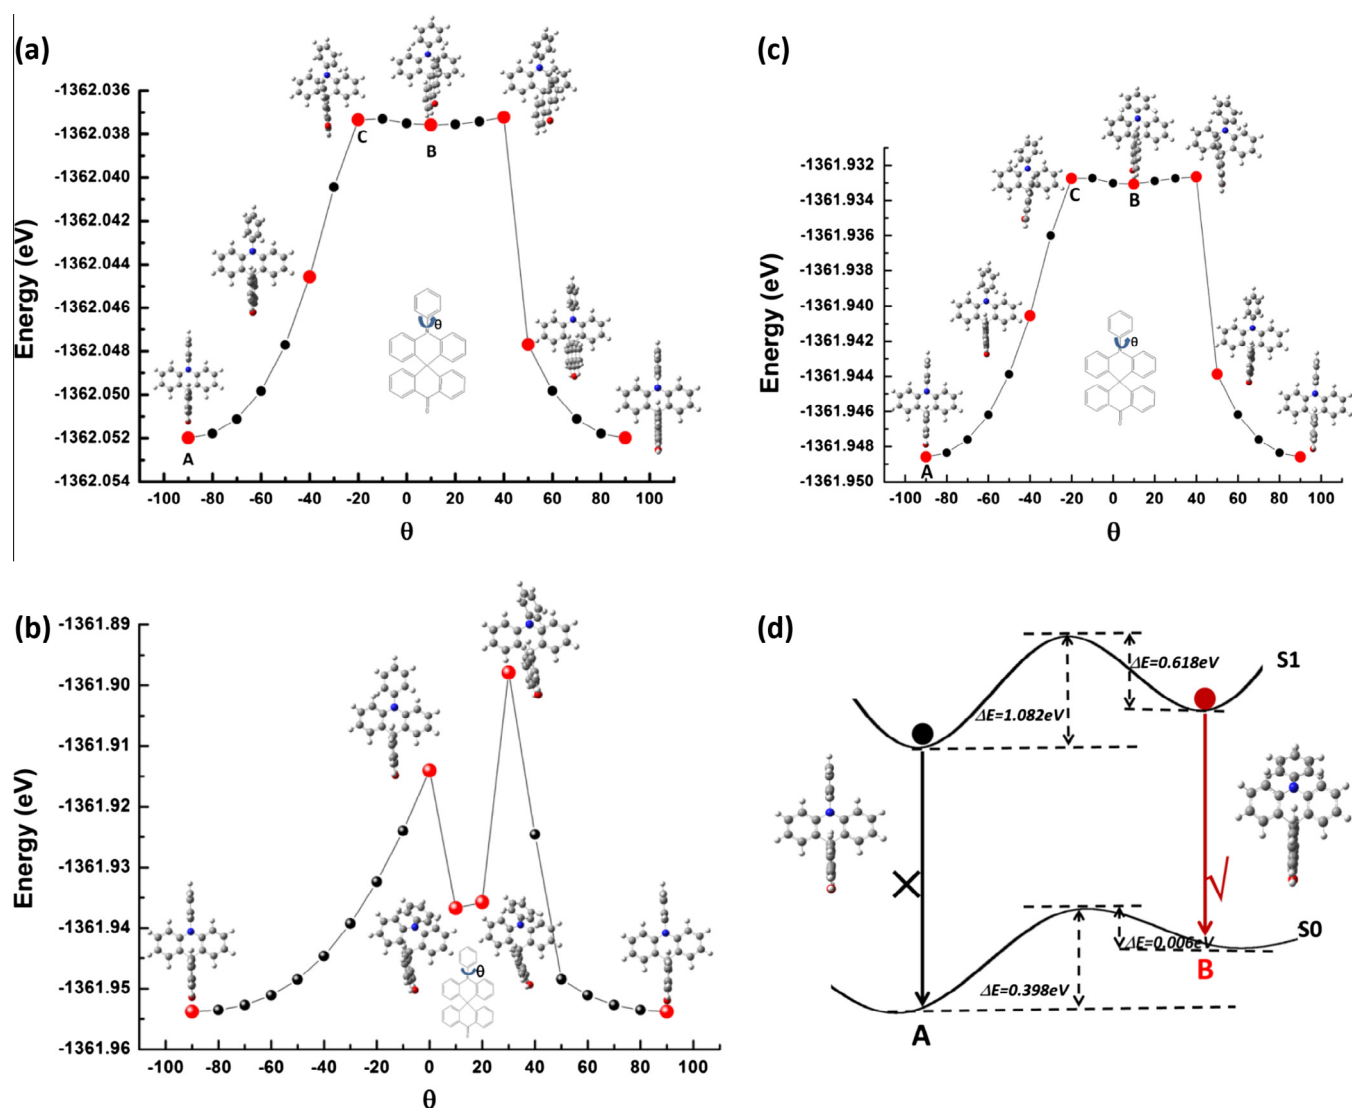 (a)
-1362.036
-1362.038
-1362.040
-1362.042
-1362.044
-1362.046
-1362.048
-1362.050
-1362.052
-1362.054
Energy (eV)
C
B
θ
A
-100 -80 -60 -40 -20 0 20 40 60 80 100
θ
(c)
-1361.932
-1361.934
-1361.936
-1361.938
-1361.940
-1361.942
-1361.944
-1361.946
-1361.948
-1361.950
Energy (eV)
C
B
θ
A
-100 -80 -60 -40 -20 0 20 40 60 80 100
θ
(b)
-1361.89
-1361.90
-1361.91
-1361.92
-1361.93
-1361.94
-1361.95
-1361.96
Energy (eV)
θ
-100 -80 -60 -40 -20 0 20 40 60 80 100
θ
(d)
S1
ΔE=0.618eV
ΔE=1.082eV
S0
ΔE=0.006eV
B
ΔE=0.398eV
A